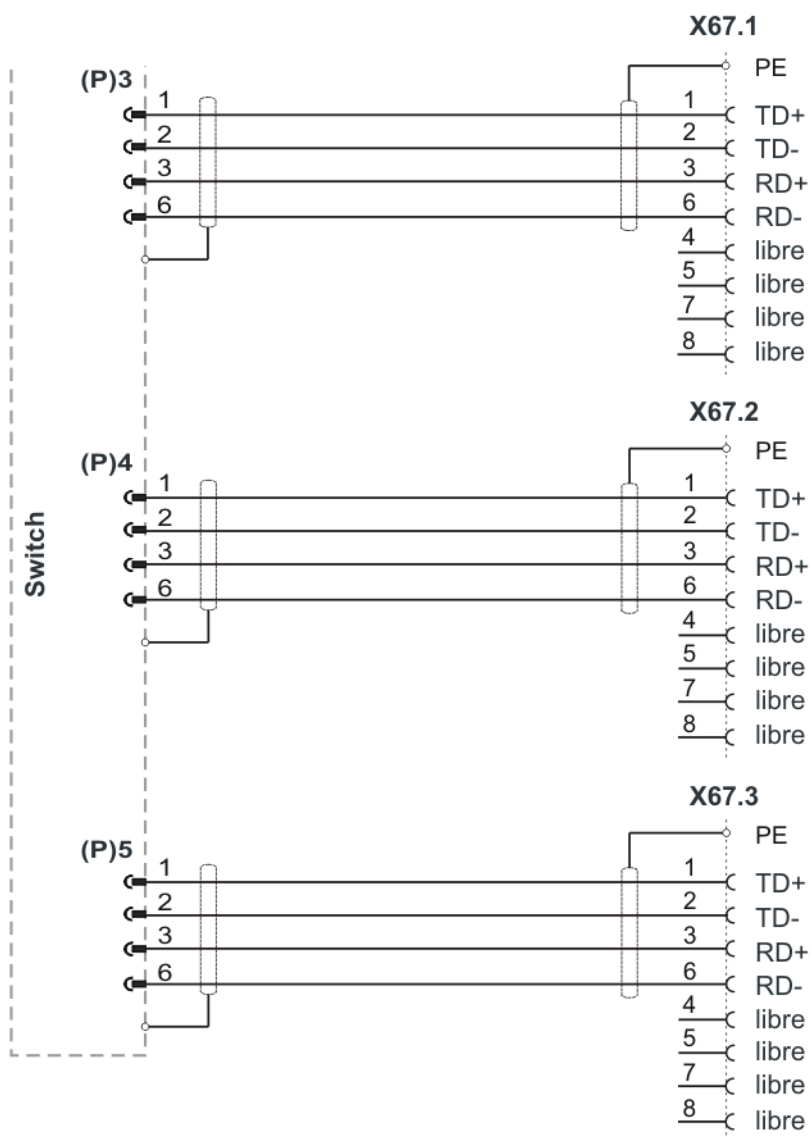 X67.1
(P)3
PE
1 1 TD+
2 2 TD-
3 3 RD+
6 6 RD-
4 libre
5 libre
7 libre
8 libre
X67.2
(P)4
PE
1 1 TD+
2 2 TD-
3 3 RD+
6 6 RD-
4 libre
5 libre
7 libre
8 libre
Switch
X67.3
(P)5
PE
1 1 TD+
2 2 TD-
3 3 RD+
6 6 RD-
4 libre
5 libre
7 libre
8 libre